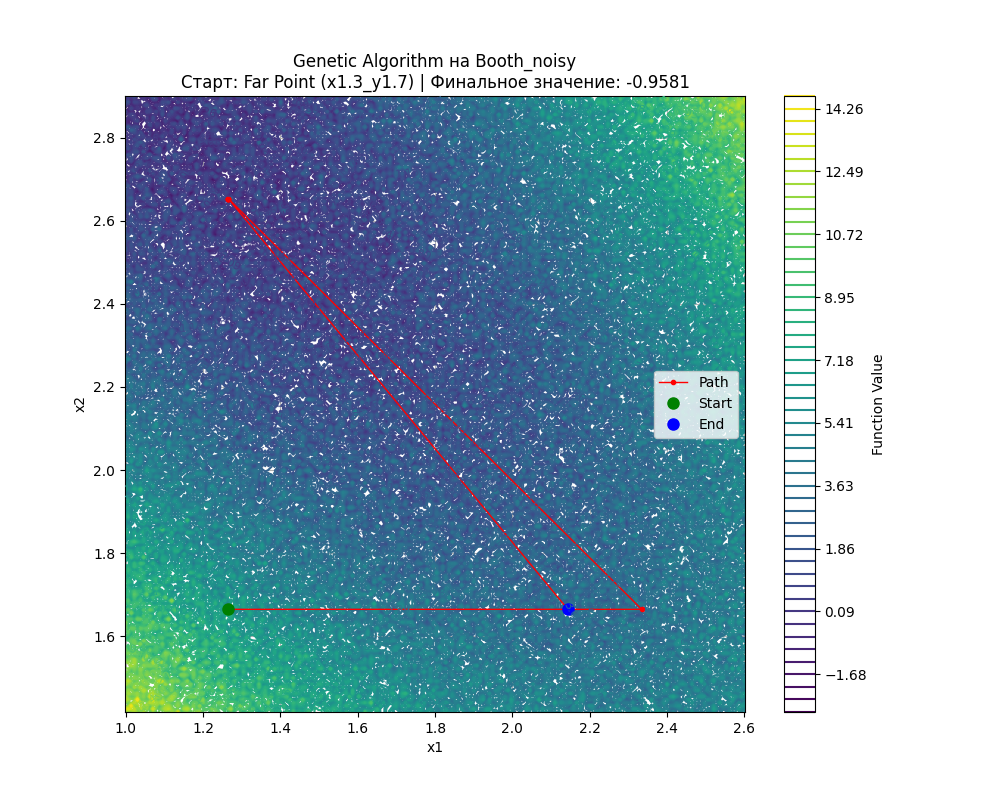 Genetic Algorithm на Booth_noisy
Старт: Far Point (x1.3_y1.7) | Финальное значение: -0.9581
14.26
12.49
10.72
8.95
7.18
5.41
3.63
1.86
0.09
−1.68
Function Value
2.8
2.6
2.4
2.2
2.0
1.8
1.6
x2
Path
Start
End
1.0 1.2 1.4 1.6 1.8 2.0 2.2 2.4 2.6
x1